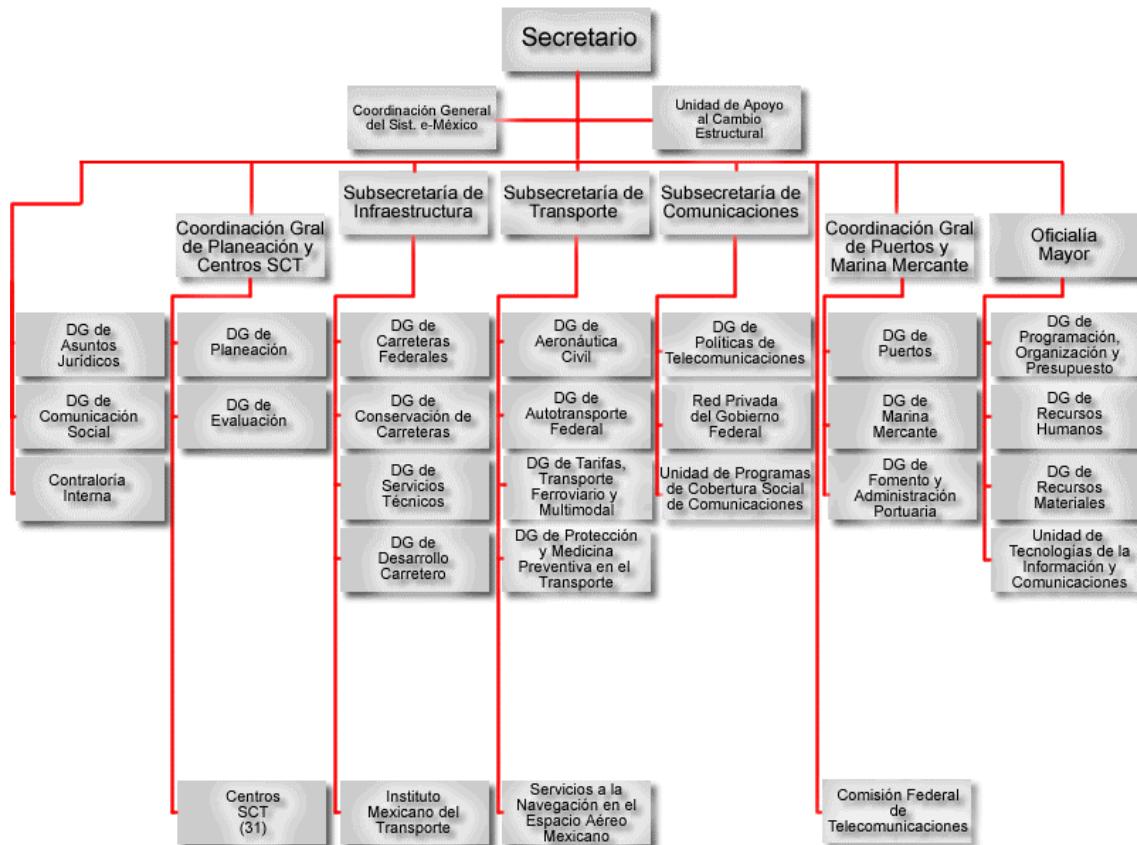 Secretario
Coordinación General
del Sist. e-México
Unidad de Apoyo
al Cambio
Estructural
Coordinación Gral
de Planeación y
Centros SCT
Subsecretaría de
Infraestructura
Subsecretaría de
Transporte
Subsecretaría de
Comunicaciones
Coordinación Gral
de Puertos y
Marina Mercante
Oficialía
Mayor
DG de
Asuntos
Jurídicos
DG de
Comunicación
Social
Contraloría
Interna
DG de
Planeación
DG de
Evaluación
Centros
SCT
(31)
DG de
Carreteras
Federales
DG de
Conservación de
Carreteras
DG de
Servicios
Técnicos
DG de
Desarrollo
Carretero
Instituto
Mexicano del
Transporte
DG de
Aeronáutica
Civil
DG de
Autotransporte
Federal
DG de Tarifas,
Transporte
Ferroviario y
Multimodal
DG de Protección
y Medicina
Preventiva en el
Transporte
Servicios a la
Navegación en el
Espacio Aéreo
Mexicano
DG de
Políticas de
Telecomunicaciones
Red Privada
del Gobierno
Federal
Unidad de Programas
de Cobertura Social
de Comunicaciones
DG de
Puertos
DG de
Marina
Mercante
DG de
Fomento y
Administración
Portuaria
Comisión Federal
de
Telecomunicaciones
DG de
Programación,
Organización y
Presupuesto
DG de
Recursos
Humanos
DG de
Recursos
Materiales
Unidad de
Tecnologías de la
Información y
Comunicaciones